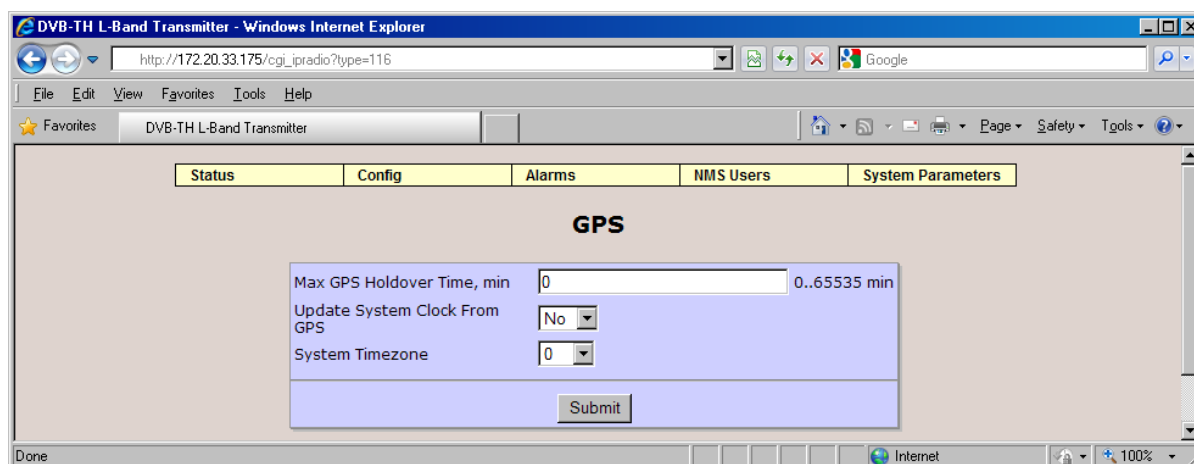 DVB-TH L-Band Transmitter - Windows Internet Explorer
http://172.20.33.175/cgi_ipradio?type=116
Google
File Edit View Favorites Tools Help
Favorites DVB-TH L-Band Transmitter Page Safety Tools
Status Config Alarms NMS Users System Parameters
GPS
Max GPS Holdover Time, min 0 0..65535 min
Update System Clock From
GPS
No
System Timezone 0
Submit
Done Internet 100%